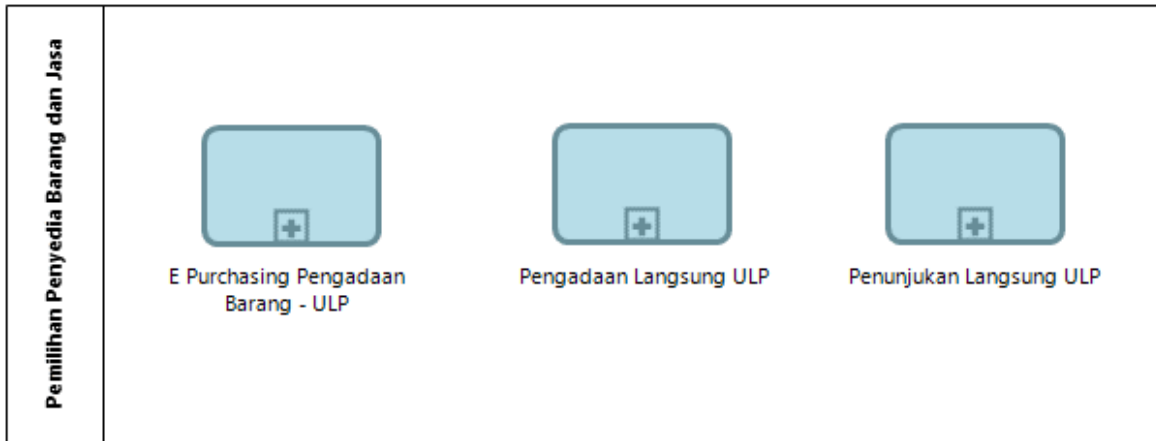 Pemilihan Penyedia Barang dan Jasa
E Purchasing Pengadaan
Barang - ULP
Pengadaan Langsung ULP
Penunjukan Langsung ULP